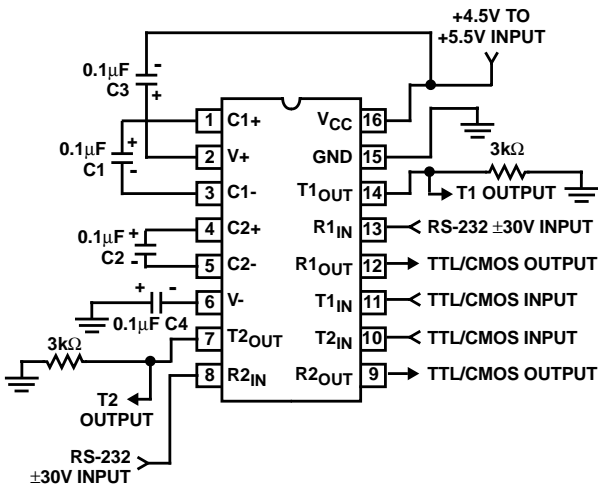 +4.5V TO
+5.5V INPUT
0.1µF
C3
-
+
1 C1+
VCC 16
0.1µF
C1
+
-
2 V+
GND 15
3kΩ
3 C1-
T1OUT 14
T1 OUTPUT
4 C2+
R1IN 13
RS-232 ±30V INPUT
0.1µF
C2
+
-
5 C2-
R1OUT 12
TTL/CMOS OUTPUT
+ -
0.1µF C4
6 V-
T1IN 11
TTL/CMOS INPUT
3kΩ
7 T2OUT
T2IN 10
TTL/CMOS INPUT
T2
OUTPUT
8 R2IN
R2OUT 9
TTL/CMOS OUTPUT
RS-232
±30V INPUT